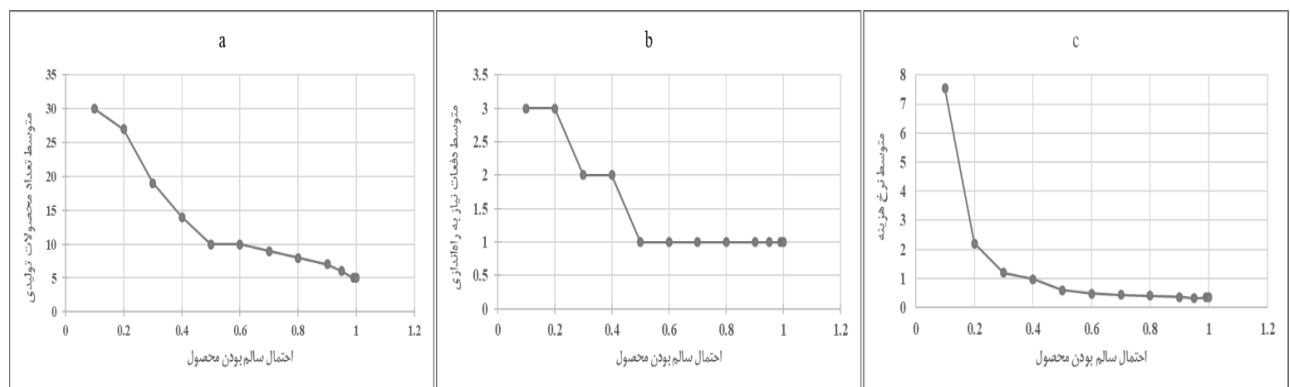 a
متوسط تعداد محصولات تولیدی
35
30
25
20
15
10
5
0
0 0.2 0.4 0.6 0.8 1 1.2
احتمال سالم بودن محصول
b
متوسط دفعات نیاز به راه‌اندازی
3.5
3
2.5
2
1.5
1
0.5
0
0 0.2 0.4 0.6 0.8 1 1.2
احتمال سالم بودن محصول
c
متوسط نرخ هزینه
8
7
6
5
4
3
2
1
0
0 0.2 0.4 0.6 0.8 1 1.2
احتمال سالم بودن محصول